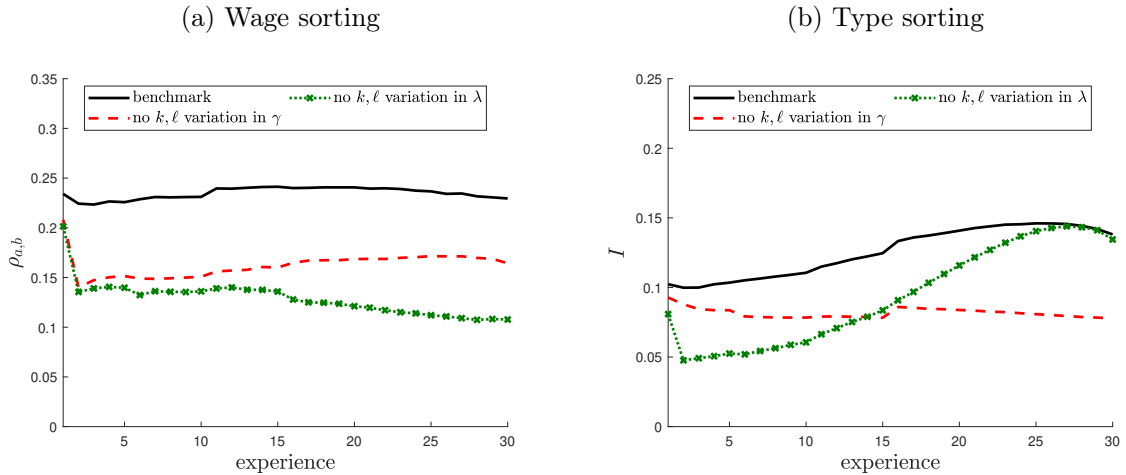 (a) Wage sorting
0.35
0.3
0.25
0.2
0.15
0.1
0.05
0
ρa,b
benchmark
no k, ℓ variation in λ
no k, ℓ variation in γ
5 10 15 20 25 30
experience
(b) Type sorting
0.25
0.2
0.15
0.1
0.05
0
I
benchmark
no k, ℓ variation in λ
no k, ℓ variation in γ
5 10 15 20 25 30
experience